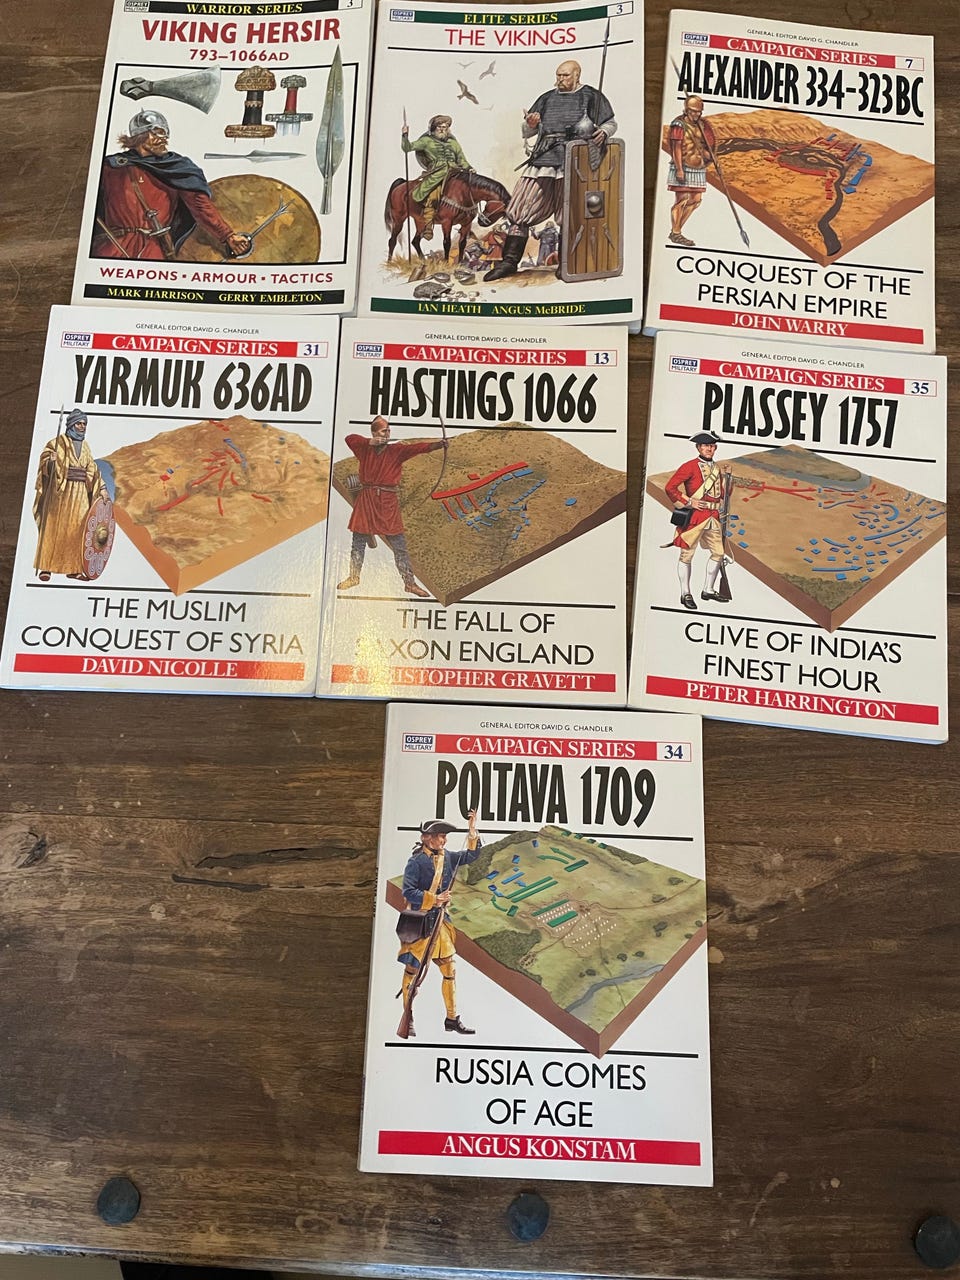 OSPREY
MILITARY
WARRIOR SERIES
3
VIKING HERSIR
793–1066AD
WEAPONS • ARMOUR • TACTICS
MARK HARRISON GERRY EMBLETON
OSPREY
MILITARY
ELITE SERIES
3
THE VIKINGS
IAN HEATH ANGUS McBRIDE
GENERAL EDITOR DAVID G. CHANDLER
OSPREY
MILITARY
CAMPAIGN SERIES
7
ALEXANDER 334–323BC
CONQUEST OF THE
PERSIAN EMPIRE
JOHN WARRY
GENERAL EDITOR DAVID G. CHANDLER
OSPREY
MILITARY
CAMPAIGN SERIES
31
YARMUK 636AD
THE MUSLIM
CONQUEST OF SYRIA
DAVID NICOLLE
GENERAL EDITOR DAVID G. CHANDLER
OSPREY
MILITARY
CAMPAIGN SERIES
13
HASTINGS 1066
THE FALL OF
SAXON ENGLAND
CHRISTOPHER GRAVETT
GENERAL EDITOR DAVID G. CHANDLER
OSPREY
MILITARY
CAMPAIGN SERIES
35
PLASSEY 1757
CLIVE OF INDIA'S
FINEST HOUR
PETER HARRINGTON
GENERAL EDITOR DAVID G. CHANDLER
OSPREY
MILITARY
CAMPAIGN SERIES
34
POLTAVA 1709
RUSSIA COMES
OF AGE
ANGUS KONSTAM